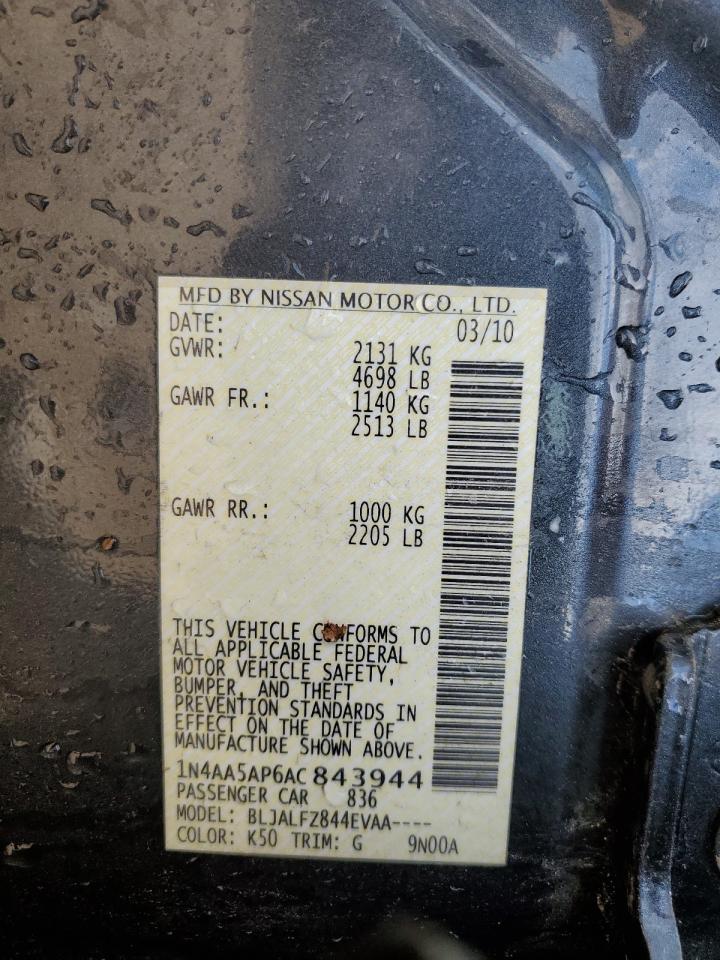 MFD BY NISSAN MOTOR CO., LTD.
DATE: 03/10
GVWR: 2131 KG
4698 LB
GAWR FR.: 1140 KG
2513 LB
GAWR RR.: 1000 KG
2205 LB
THIS VEHICLE CONFORMS TO
ALL APPLICABLE FEDERAL
MOTOR VEHICLE SAFETY,
BUMPER, AND THEFT
PREVENTION STANDARDS IN
EFFECT ON THE DATE OF
MANUFACTURE SHOWN ABOVE.
1N4AA5AP6AC843944
PASSENGER CAR 836
MODEL: BLJALFZ844EVAA----
COLOR: K50 TRIM: G 9N00A